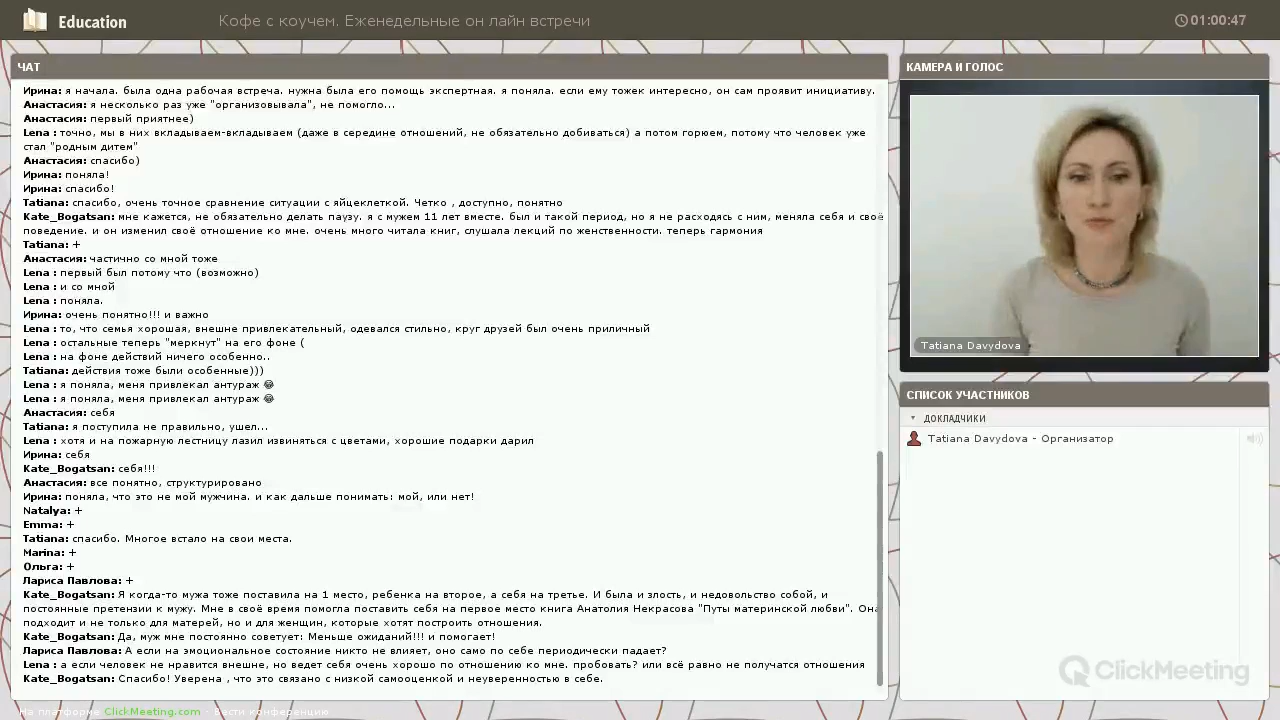 Education
Кофе с коучем. Еженедельные он лайн встречи
01:00:47
ЧАТ
Ирина: я начала. была одна рабочая встреча. нужна была его помощь экспертная. я поняла. если ему тожек интересно, он сам проявит инициативу.
Анастасия: я несколько раз уже "организовывала", не помогло...
Анастасия: первый приятнее)
Lena : точно, мы в них вкладываем-вкладываем (даже в середине отношений, не обязательно добиваться) а потом горюем, потому что человек уже
стал "родным дитем"
Анастасия: спасибо)
Ирина: поняла!
Ирина: спасибо!
Tatiana: спасибо, очень точное сравнение ситуации с яйцеклеткой. Четко , доступно, понятно
Kate_Bogatsan: мне кажется, не обязательно делать паузу. я с мужем 11 лет вместе. был и такой период, но я не расходясь с ним, меняла себя и своё
поведение. и он изменил своё отношение ко мне. очень много читала книг, слушала лекций по женственности. теперь гармония
Tatiana: +
Анастасия: частично со мной тоже
Lena : первый был потому что (возможно)
Lena : и со мной
Lena : поняла.
Ирина: очень понятно!!! и важно
Lena : то, что семья хорошая, внешне привлекательный, одевался стильно, круг друзей был очень приличный
Lena : остальные теперь "меркнут" на его фоне (
Lena : на фоне действий ничего особенно..
Tatiana: действия тоже были особенные)))
Lena : я поняла, меня привлекал антураж 😂
Lena : я поняла, меня привлекал антураж 😂
Анастасия: себя
Tatiana: я поступила не правильно, ушел...
Lena : хотя и на пожарную лестницу лазил извиняться с цветами, хорошие подарки дарил
Ирина: себя
Kate_Bogatsan: себя!!!
Анастасия: все понятно, структурировано
Ирина: поняла, что это не мой мужчина. и как дальше понимать: мой, или нет!
Natalya: +
Emma: +
Tatiana: спасибо. Многое встало на свои места.
Marina: +
Ольга: +
Лариса Павлова: +
Kate_Bogatsan: Я когда-то мужа тоже поставила на 1 место, ребенка на второе, а себя на третье. И была и злость, и недовольство собой, и
постоянные претензии к мужу. Мне в своё время помогла поставить себя на первое место книга Анатолия Некрасова "Путы материнской любви". Она
подходит и не только для матерей, но и для женщин, которые хотят построить отношения.
Kate_Bogatsan: Да, муж мне постоянно советует: Меньше ожиданий!!! и помогает!
Лариса Павлова: А если на эмоциональное состояние никто не влияет, оно само по себе периодически падает?
Lena : а если человек не нравится внешне, но ведет себя очень хорошо по отношению ко мне. пробовать? или всё равно не получатся отношения
Kate_Bogatsan: Спасибо! Уверена , что это связано с низкой самооценкой и неуверенностью в себе.
КАМЕРА И ГОЛОС
Tatiana Davydova
СПИСОК УЧАСТНИКОВ
ДОКЛАДЧИКИ
Tatiana Davydova - Организатор
ClickMeeting
На платформе ClickMeeting.com - Вести конференцию